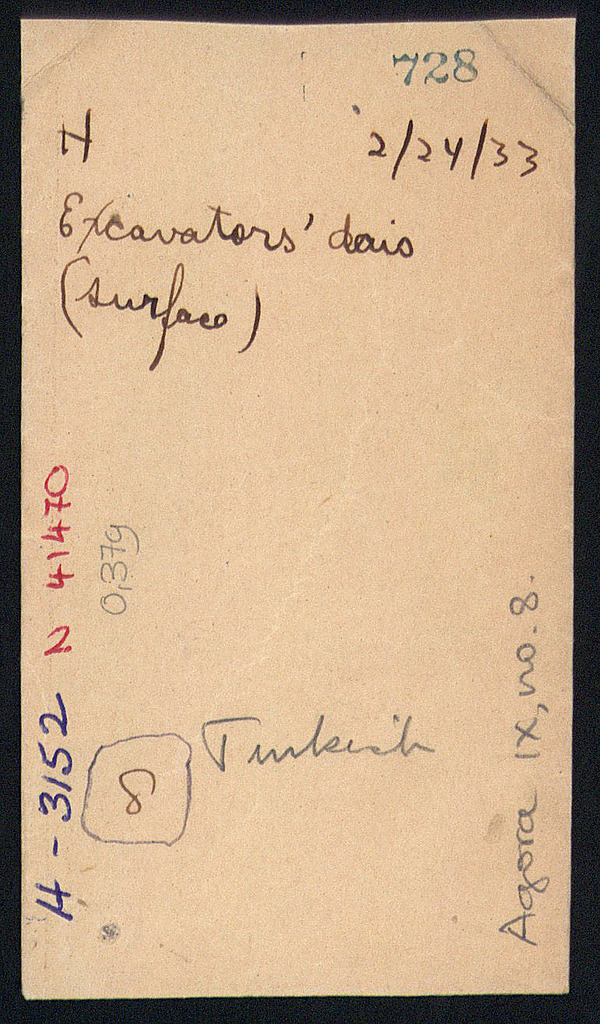 728
H 2/24/33
Excavators' dais
(surface)
H - 3152 N 41470
0,37g
8
Turkish
Agora IX, no. 8.